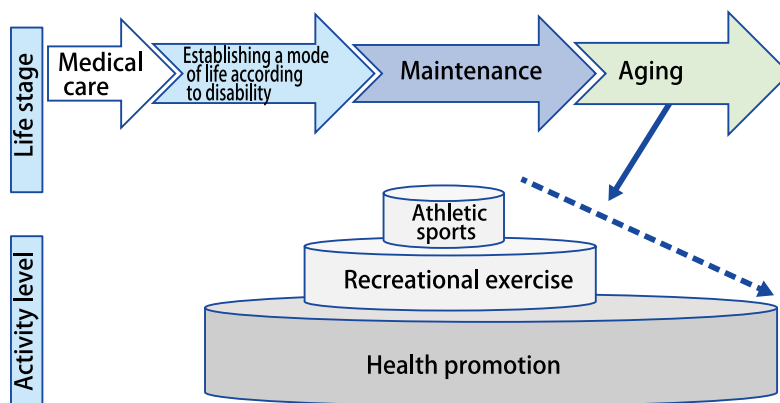 Life stage
Medical
care
Establishing a mode
of life according
to disability
Maintenance
Aging
Activity level
Athletic
sports
Recreational exercise
Health promotion